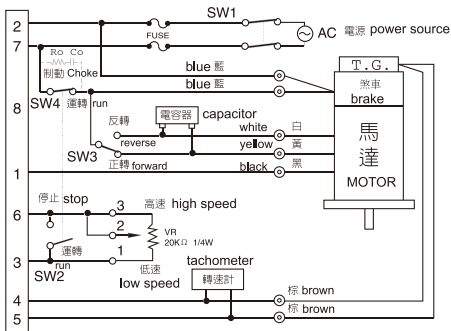 2
SW1
AC 電源 power source
FUSE
7
Ro Co
制動 Choke
blue 藍
blue 藍
T.G.
煞車
brake
SW4
運轉 run
8
反轉
reverse
電容器
capacitor
white 白
yellow 黃
SW3
正轉 forward
1
black 黑
馬
達
MOTOR
停止 stop
3
高速 high speed
6
2
VR
20KΩ 1/4W
運轉
run
1
低速
low speed
3
SW2
tachometer
轉速計
4
棕 brown
5
棕 brown